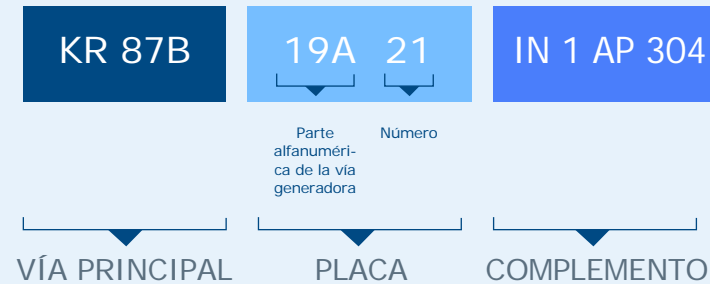 KR 87B 19A 21 IN 1 AP 304
Parte
alfanuméri-
ca de la vía
generadora
Número
VÍA PRINCIPAL PLACA COMPLEMENTO